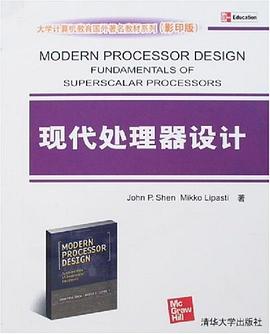 Education
大学计算机教育国外著名教材系列(影印版)
MODERN PROCESSOR DESIGN
FUNDAMENTALS OF
SUPERSCALAR PROCESSORS
现代处理器设计
John P. Shen Mikko Lipasti 著
MODERN
PROCESSOR
DESIGN
Mc
Graw
Hill
清华大学出版社